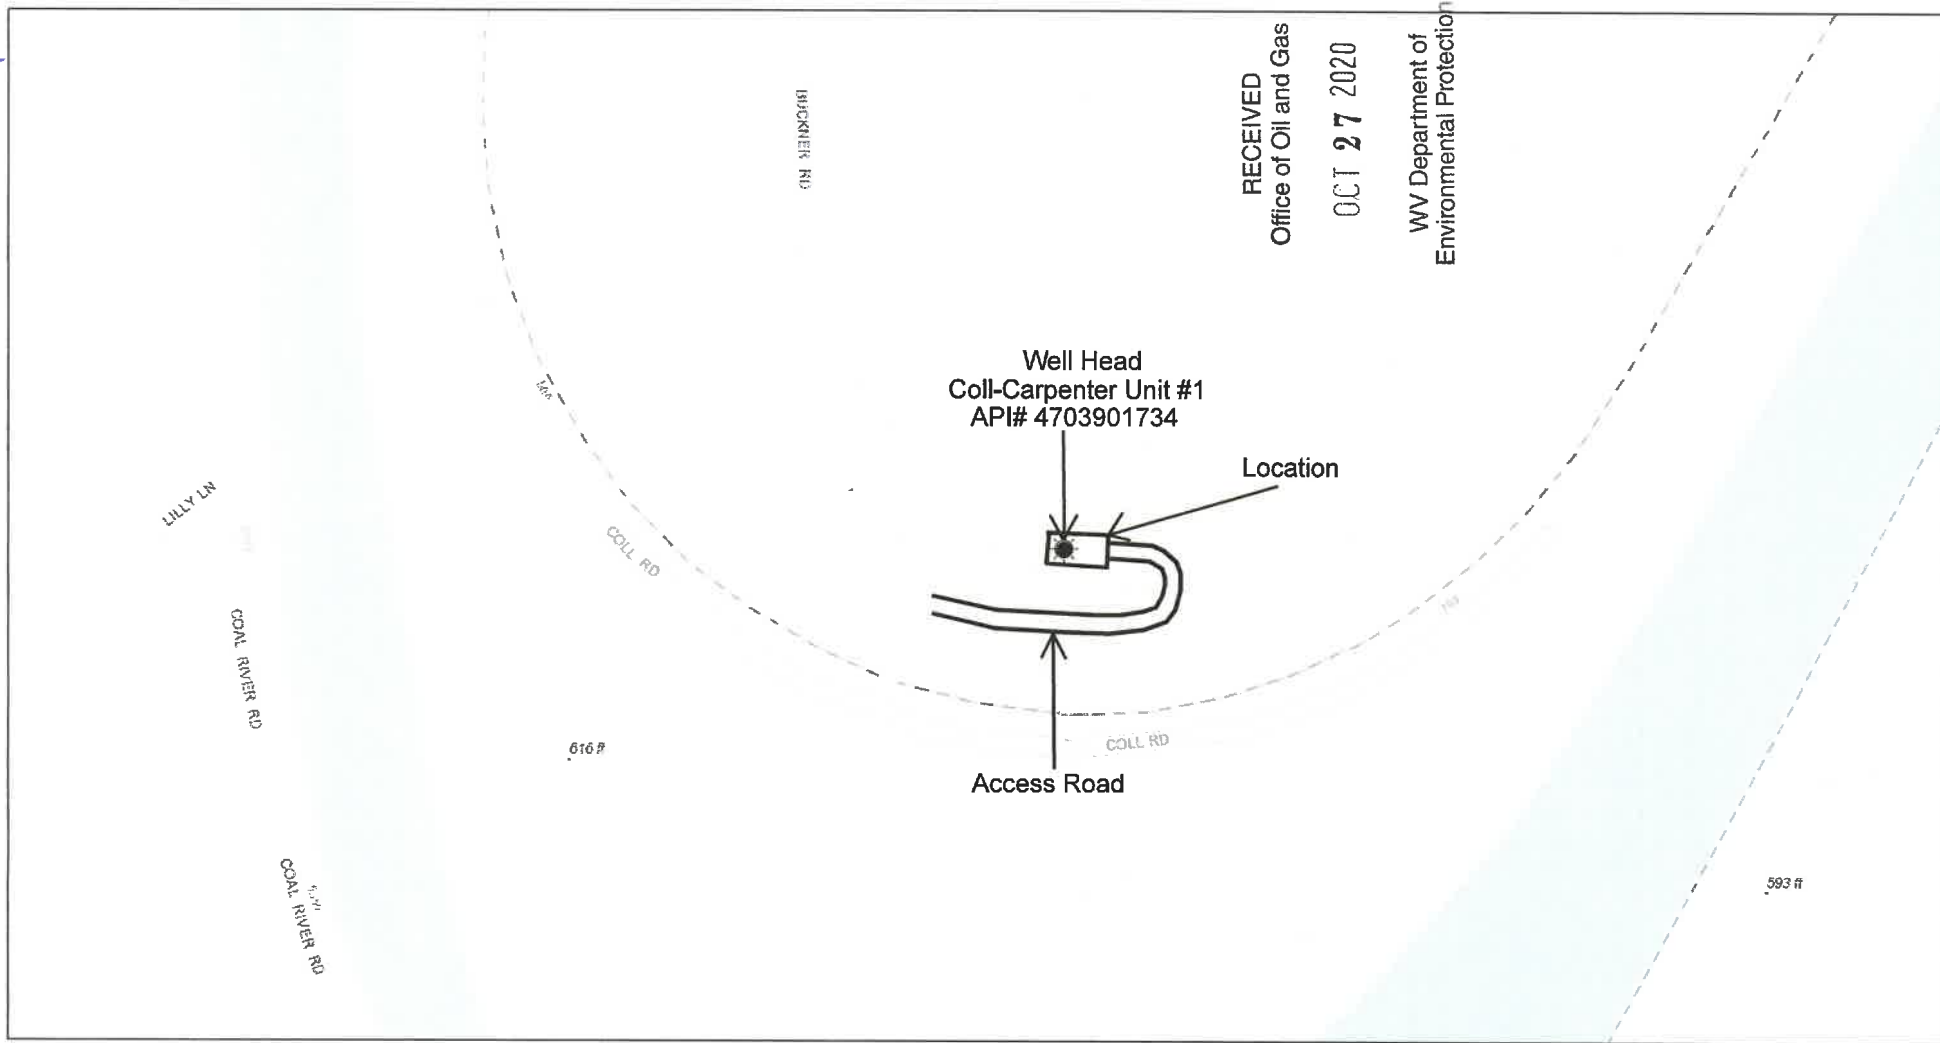 RECEIVED
Office of Oil and Gas
OCT 27 2020
WV Department of
Environmental Protection
BUCKNER RD
Well Head
Coll-Carpenter Unit #1
API# 4703901734
Location
LILLY LN
COLL RD
COAL RIVER RD
616 ft
COLL RD
Access Road
COAL RIVER RD
593 ft